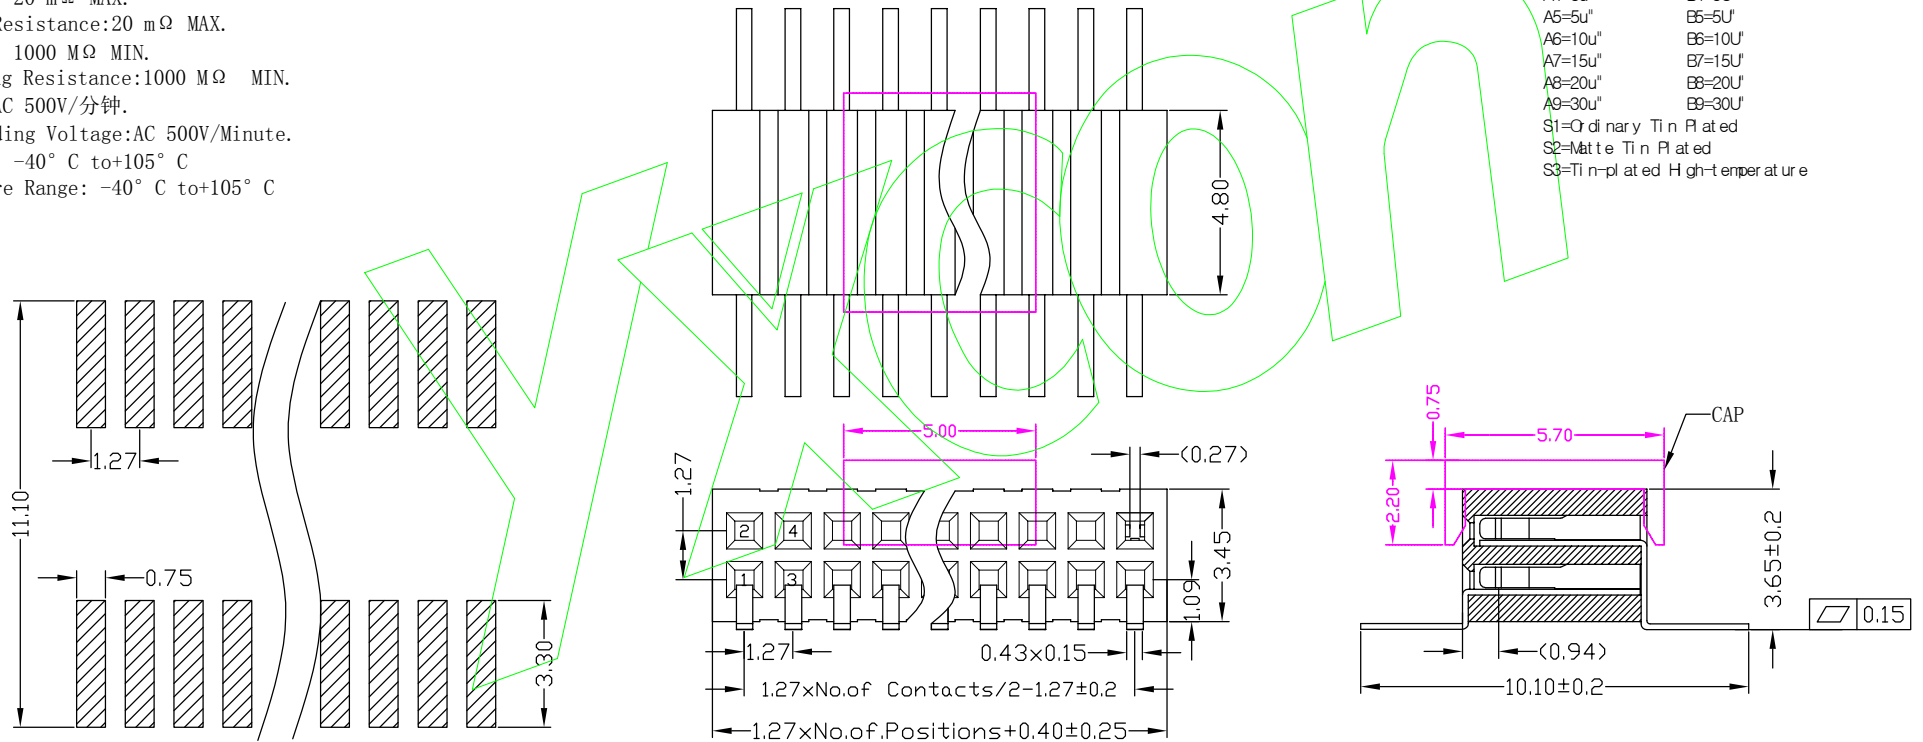 20 mΩ MAX.
Resistance:20 mΩ MAX.
1000 MΩ MIN.
Resistance:1000 MΩ MIN.
AC 500V/分钟.
Voltage:AC 500V/Minute.
-40°C to+105°C
Range: -40°C to+105°C
A5=5u" B5=5U"
A6=10u" B6=10U"
A7=15u" B7=15U"
A8=20u" B8=20U"
A9=30u" B9=30U"
S1=Ordinary Tin Plated
S2=Matte Tin Plated
S3=Tin-plated High-temperature
4.80
11.10
1.27
0.75
3.30
5.00
1.27
(0.27)
2 4
1 3
3.45
1.09
1.27
0.43x0.15
1.27xNo.of Contacts/2-1.27±0.2
1.27xNo.of.Positions+0.40±0.25
0.75
5.70
CAP
2.20
3.65±0.2
0.15
(0.94)
10.10±0.2
ykcon